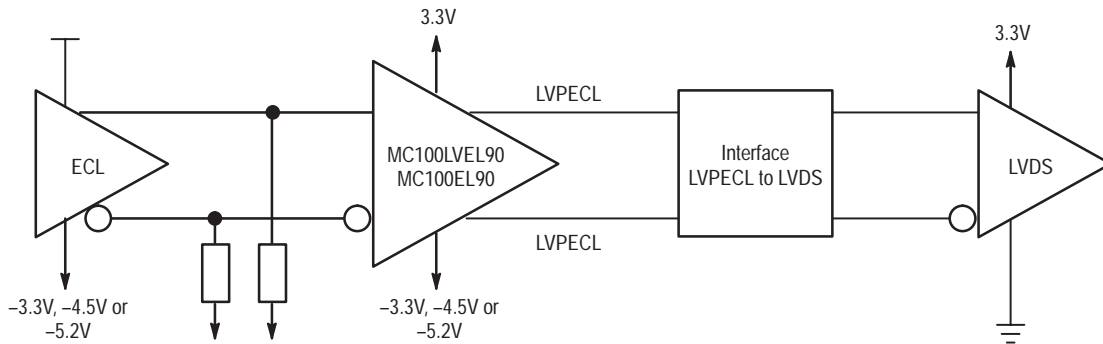 3.3V
3.3V
LVPECL
ECL
MC100LVEL90
MC100EL90
Interface
LVPECL to LVDS
LVDS
LVPECL
–3.3V, –4.5V or
–5.2V
–3.3V, –4.5V or
–5.2V